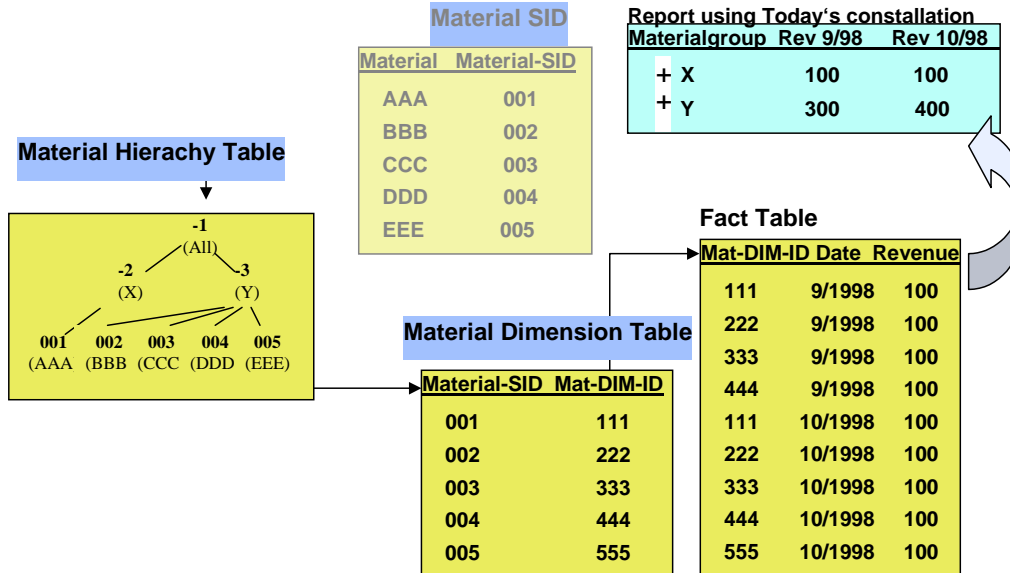 Material SID
Material Material-SID
AAA 001
BBB 002
CCC 003
DDD 004
EEE 005
Report using Today‘s constallation
Materialgroup Rev 9/98 Rev 10/98
+ X 100 100
+ Y 300 400
Material Hierachy Table
-1
(All)
-2 -3
(X) (Y)
001 002 003 004 005
(AAA (BBB (CCC (DDD (EEE)
Material Dimension Table
Material-SID Mat-DIM-ID
001 111
002 222
003 333
004 444
005 555
Fact Table
Mat-DIM-ID Date Revenue
111 9/1998 100
222 9/1998 100
333 9/1998 100
444 9/1998 100
111 10/1998 100
222 10/1998 100
333 10/1998 100
444 10/1998 100
555 10/1998 100